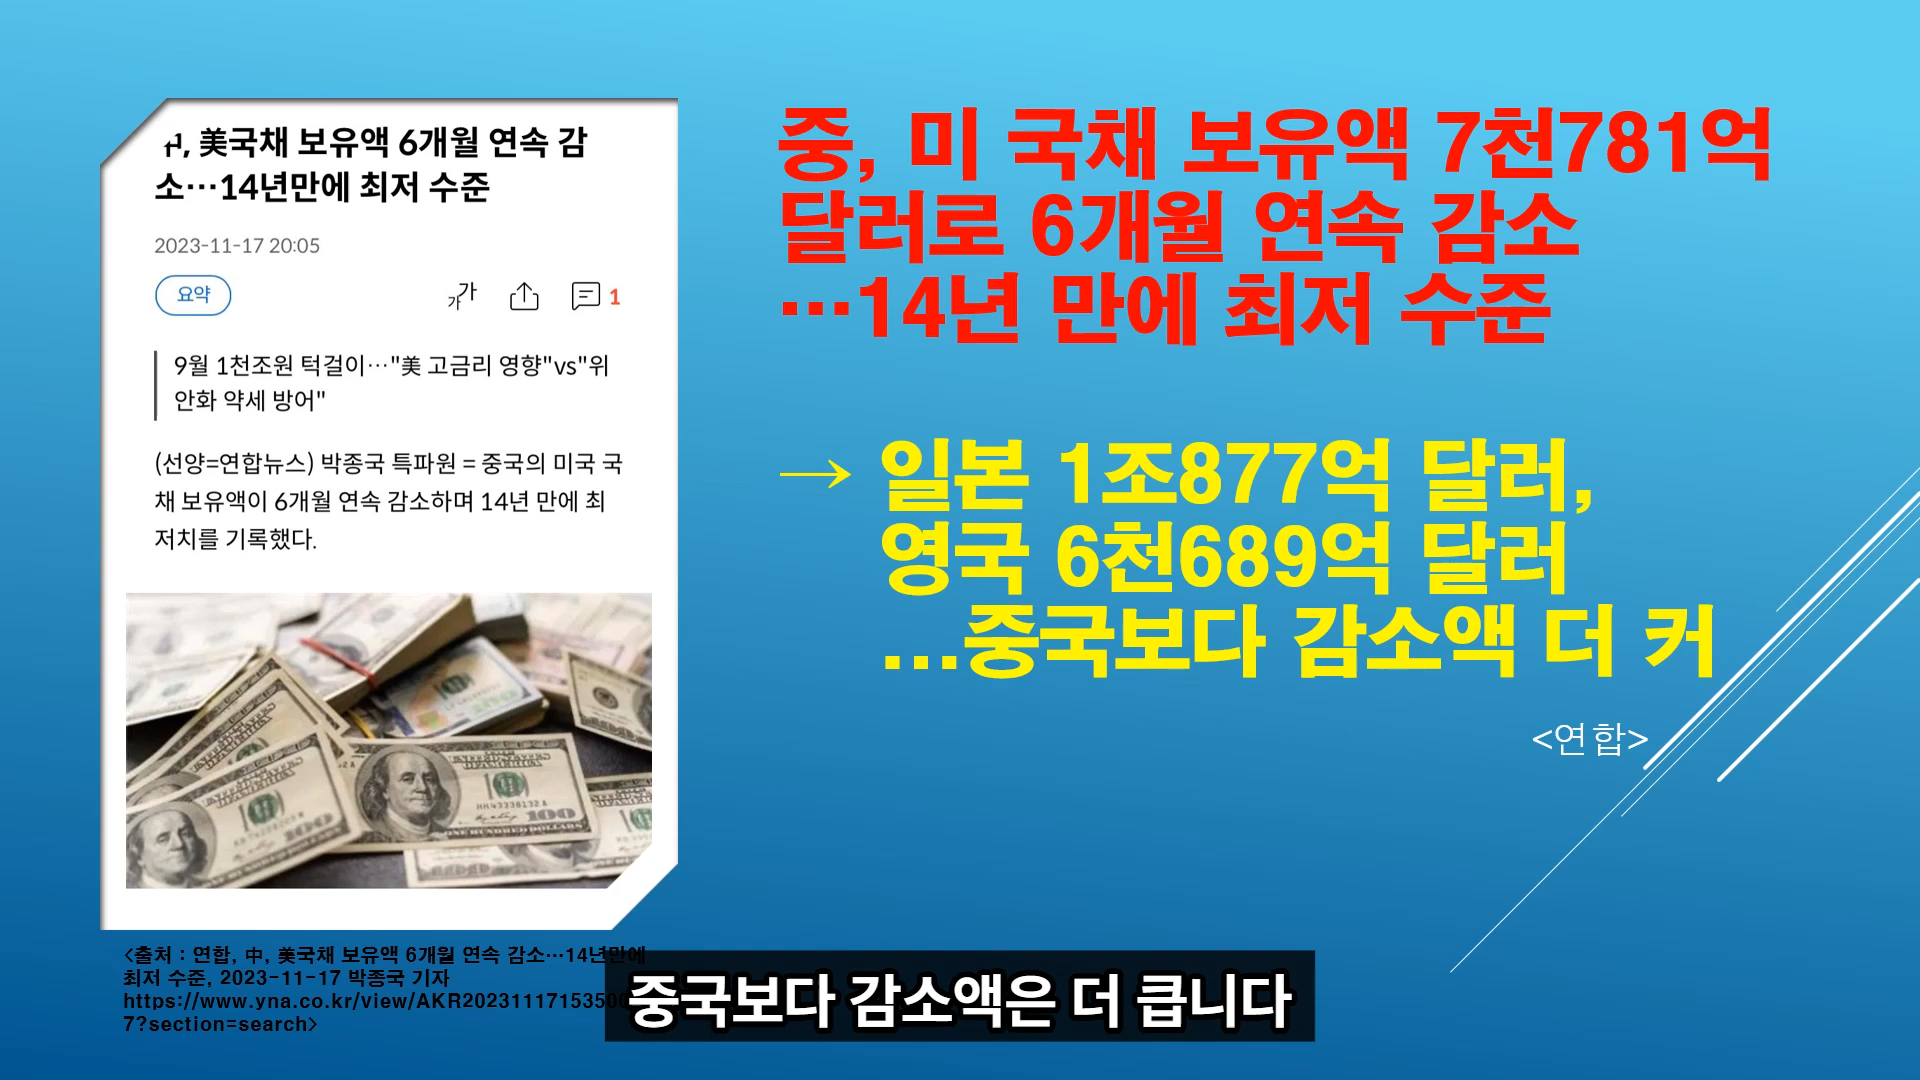 中, 美국채 보유액 6개월 연속 감
소…14년만에 최저 수준
2023-11-17 20:05
요약
가가
1
9월 1천조원 턱걸이…"美 고금리 영향"vs"위
안화 약세 방어"
(선양=연합뉴스) 박종국 특파원 = 중국의 미국 국
채 보유액이 6개월 연속 감소하며 14년 만에 최
저치를 기록했다.
<출처 : 연합, 中, 美국채 보유액 6개월 연속 감소…14년만에
최저 수준, 2023-11-17 박종국 기자
https://www.yna.co.kr/view/AKR202311171535
7?section=search>
중, 미 국채 보유액 7천781억
달러로 6개월 연속 감소
…14년 만에 최저 수준
→ 일본 1조877억 달러,
영국 6천689억 달러
...중국보다 감소액 더 커
<연합>
중국보다 감소액은 더 큽니다